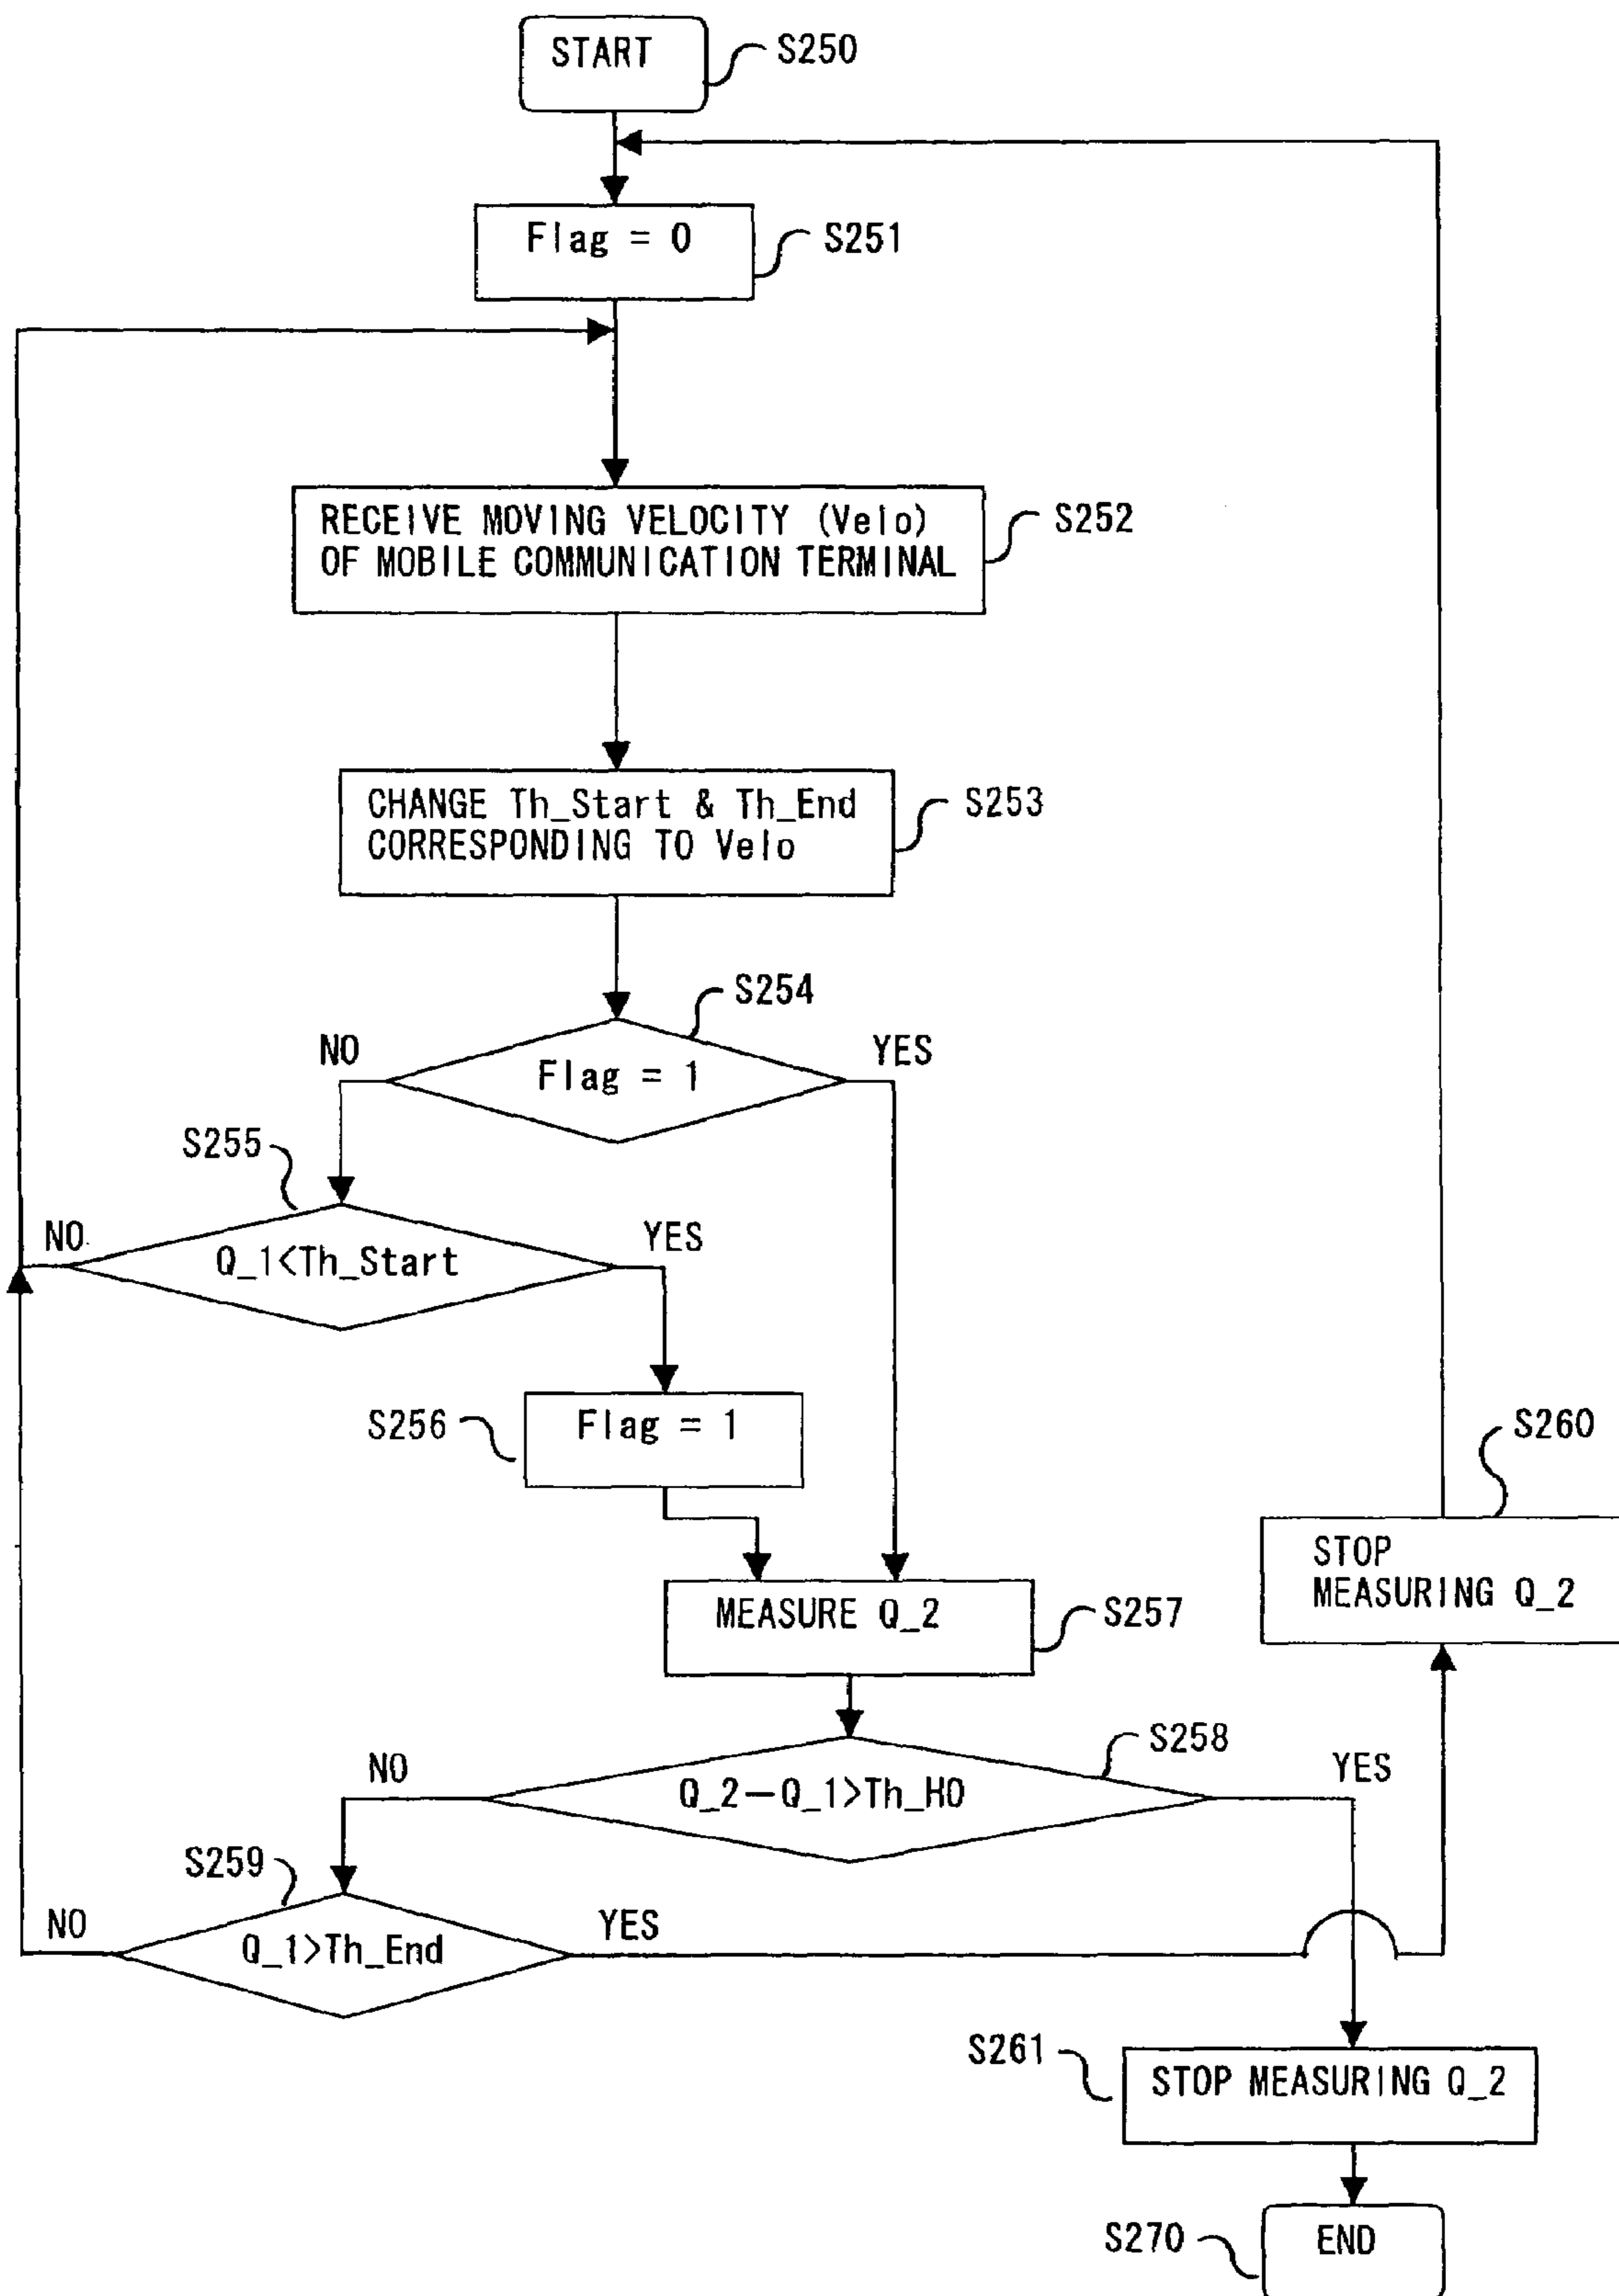 START
S250
Flag = 0
S251
RECEIVE MOVING VELOCITY (Velo)
OF MOBILE COMMUNICATION TERMINAL
S252
CHANGE Th_Start & Th_End
CORRESPONDING TO Velo
S253
S254
NO
Flag = 1
YES
S255
NO
Q_1<Th_Start
YES
S256
Flag = 1
S260
STOP
MEASURING Q_2
MEASURE Q_2
S257
S258
NO
Q_2-Q_1>Th_HO
YES
S259
NO
Q_1>Th_End
YES
S261
STOP MEASURING Q_2
S270
END